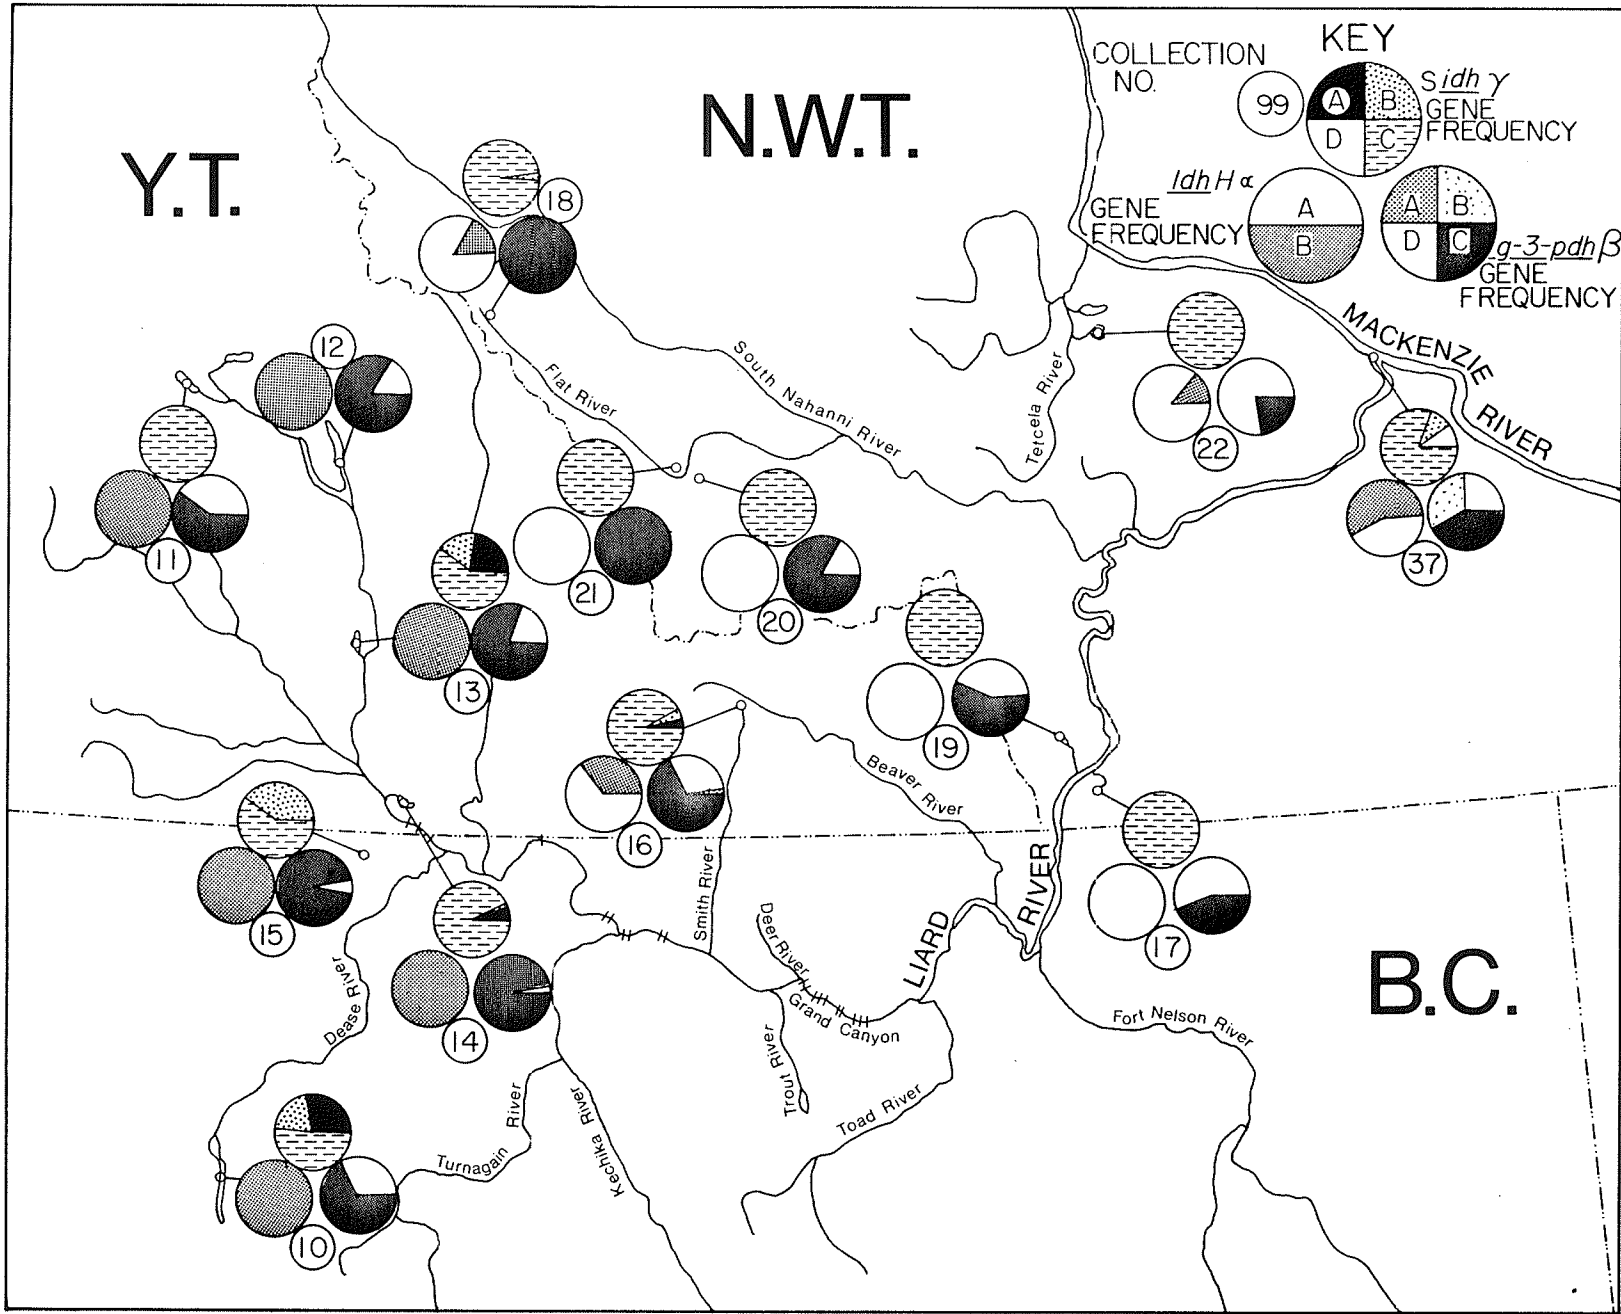 KEY
COLLECTION
NO.
99
A
B
D
C
Sidh γ
GENE
FREQUENCY
ldh H α
GENE
FREQUENCY
A
B
A
B
D
C
g-3-pdh β
GENE
FREQUENCY
Y.T.
N.W.T.
B.C.
18
12
11
13
21
20
22
37
19
16
15
14
17
10
MACKENZIE
RIVER
South Nahanni River
Flat River
Tetcela River
Beaver River
Smith River
Deer River
Grand Canyon
LIARD
RIVER
Dease River
Trout River
Toad River
Fort Nelson River
Turnagain
River
Kechika River